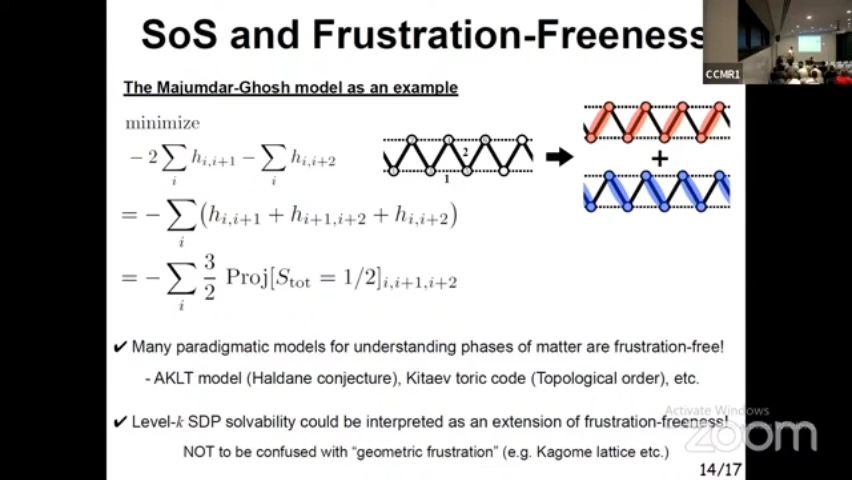 SoS and Frustration-Freeness
CCMR1
The Majumdar-Ghosh model as an example
minimize
− 2 ∑_i h_{i,i+1} − ∑_i h_{i,i+2}
2
1
+
= − ∑_i (h_{i,i+1} + h_{i+1,i+2} + h_{i,i+2})
= − ∑_i 3/2 Proj[S_tot = 1/2]_{i,i+1,i+2}
✔ Many paradigmatic models for understanding phases of matter are frustration-free!
- AKLT model (Haldane conjecture), Kitaev toric code (Topological order), etc.
Activate Windows
✔ Level-k SDP solvability could be interpreted as an extension of frustration-freeness!
zoom
NOT to be confused with “geometric frustration” (e.g. Kagome lattice etc.)
14/17